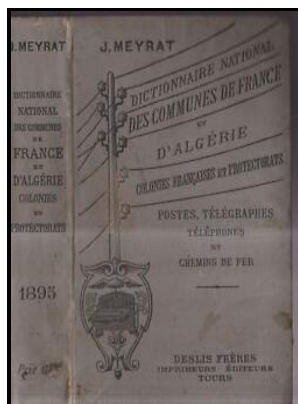 J. MEYRAT
DICTIONNAIRE
NATIONAL
DES COMMUNES
DE
FRANCE
ET
D'ALGÉRIE
COLONIES
ET
PROTECTORATS
1895
J. MEYRAT
DICTIONNAIRE NATIONAL
DES COMMUNES DE FRANCE
ET
D'ALGÉRIE
COLONIES FRANÇAISES ET PROTECTORATS
POSTES, TÉLÉGRAPHES
TÉLÉPHONES
ET
CHEMINS DE FER
DESLIS FRÈRES
IMPRIMEURS ÉDITEURS
TOURS